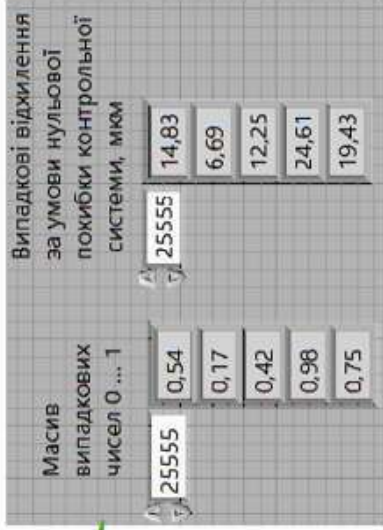 Масив
випадкових
чисел 0 ... 1
25555
0,54
0,17
0,42
0,98
0,75
Випадкові відхилення
за умови нульової
похибки контрольної
системи, мкм
25555
14,83
6,69
12,25
24,61
19,43